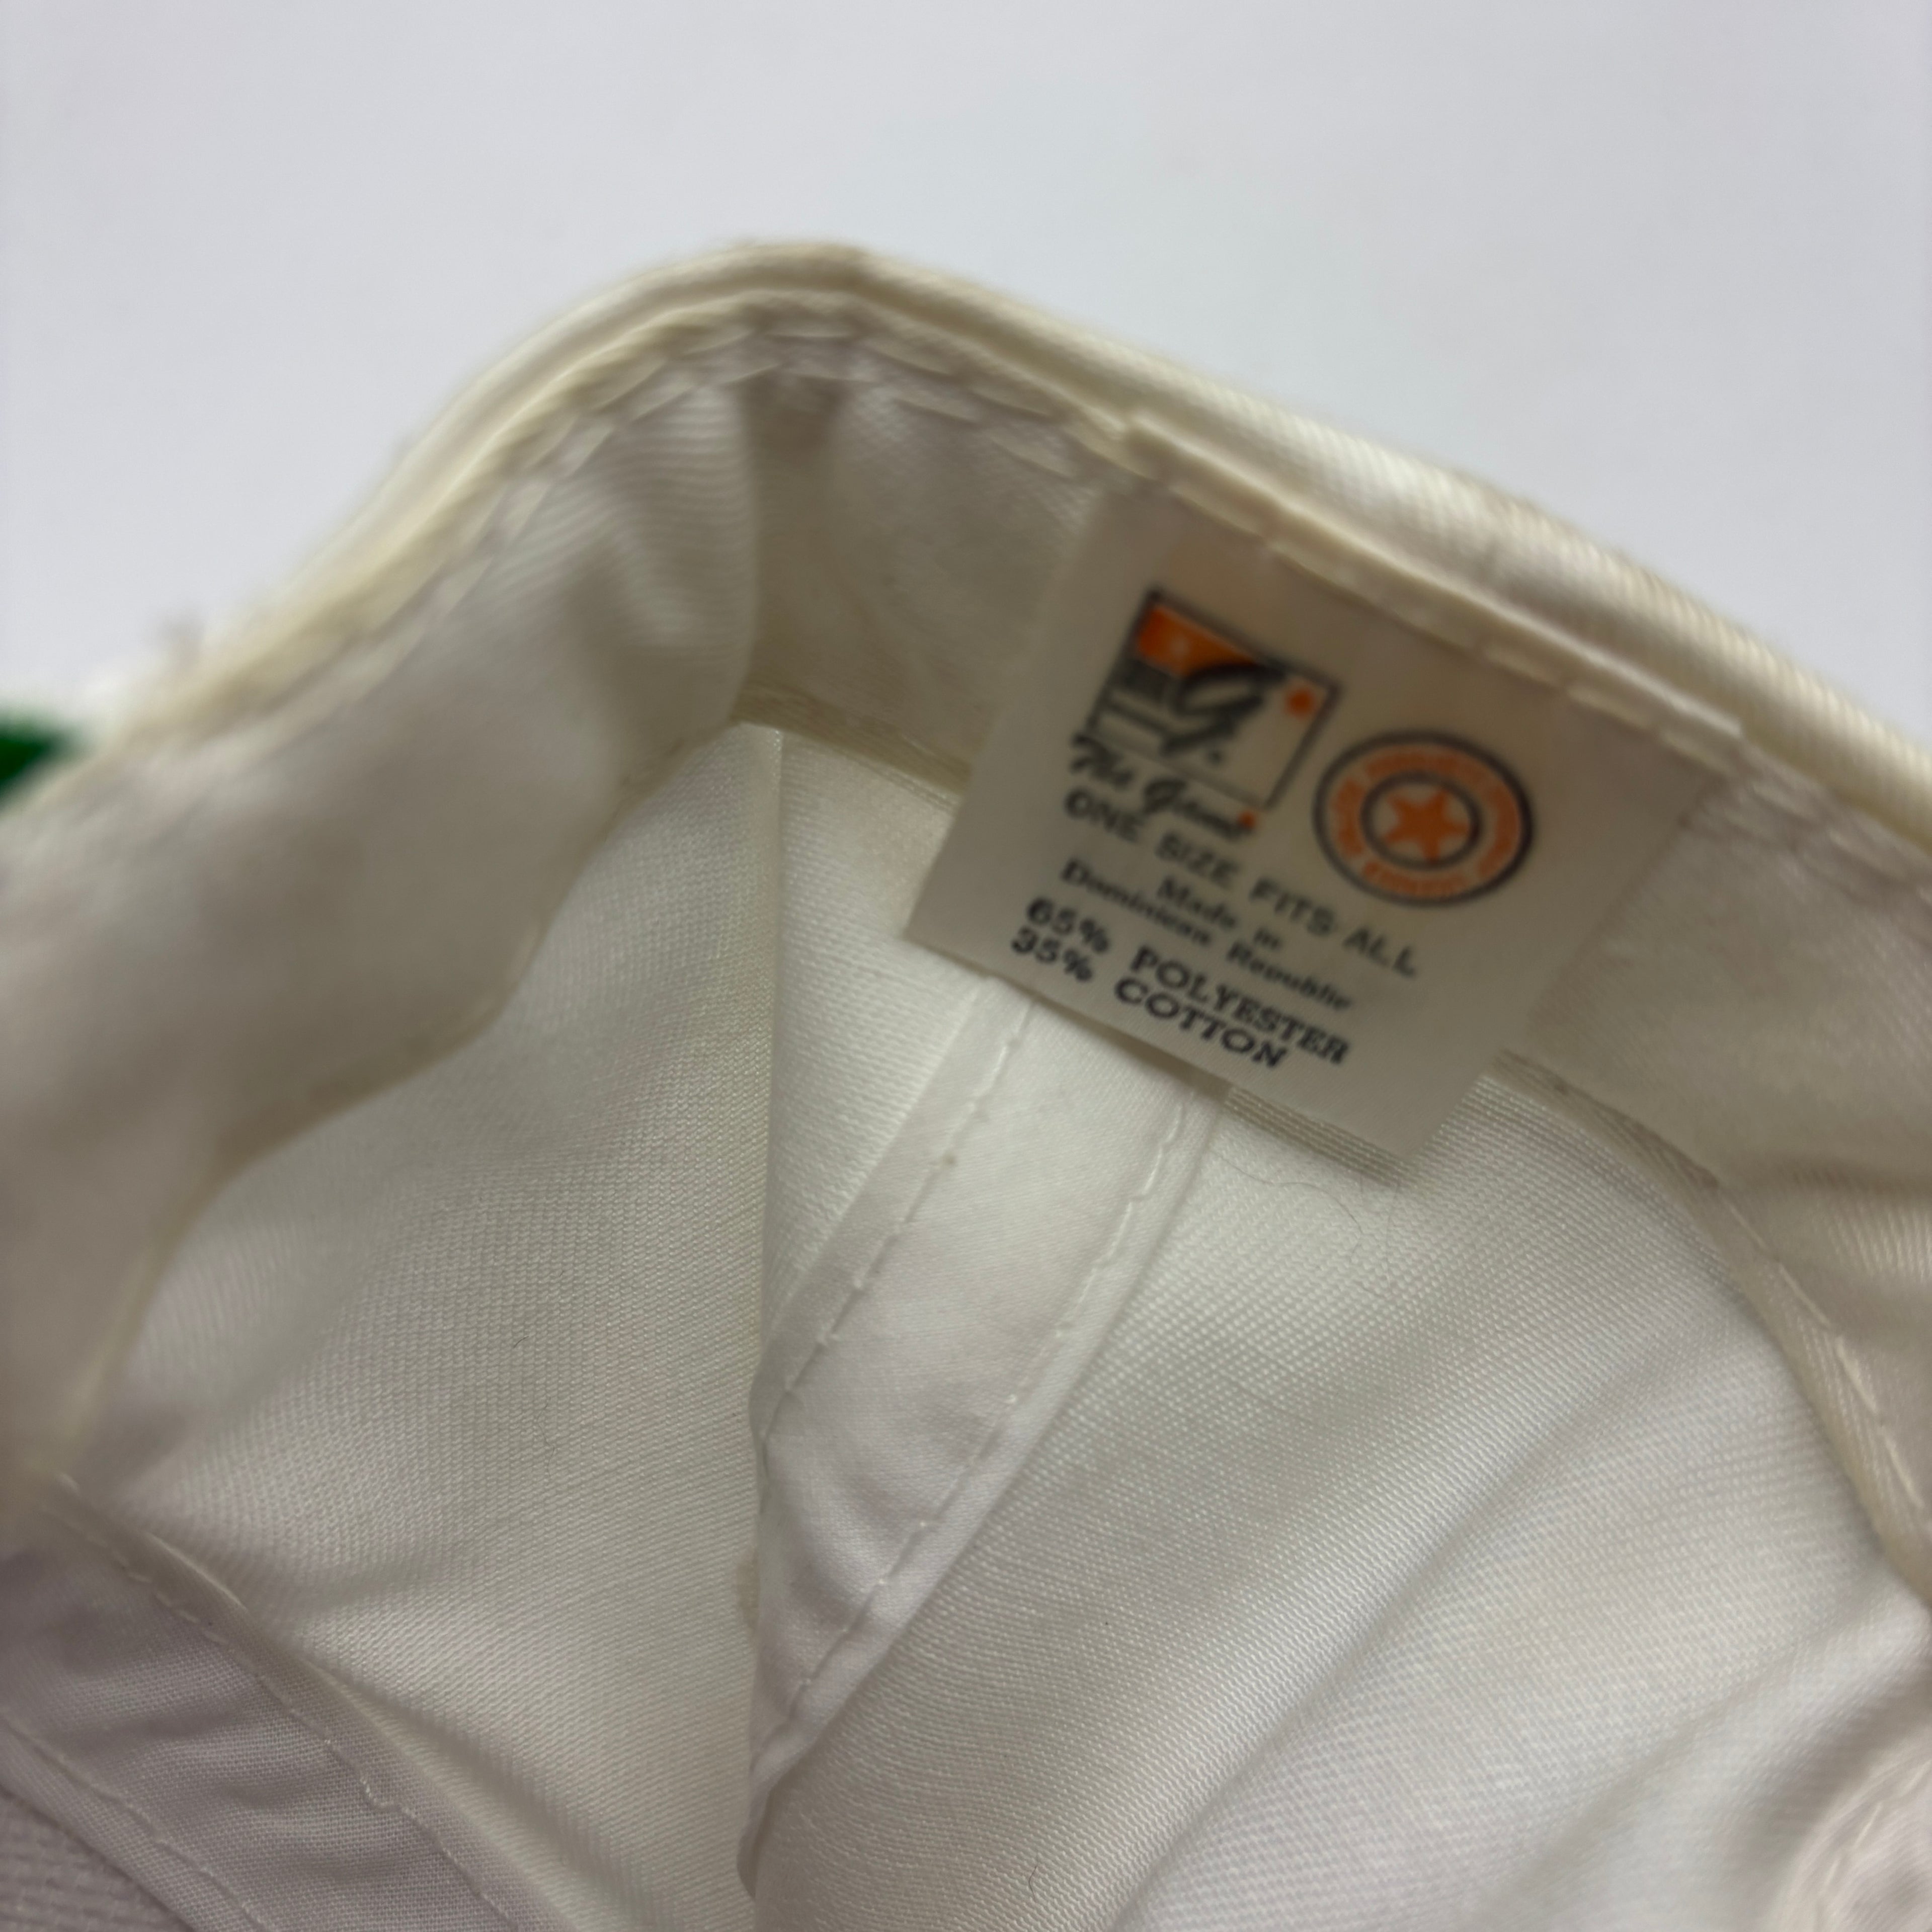 G
The Game
ONE SIZE FITS ALL
Made in
Dominican Republic
65% POLYESTER
35% COTTON